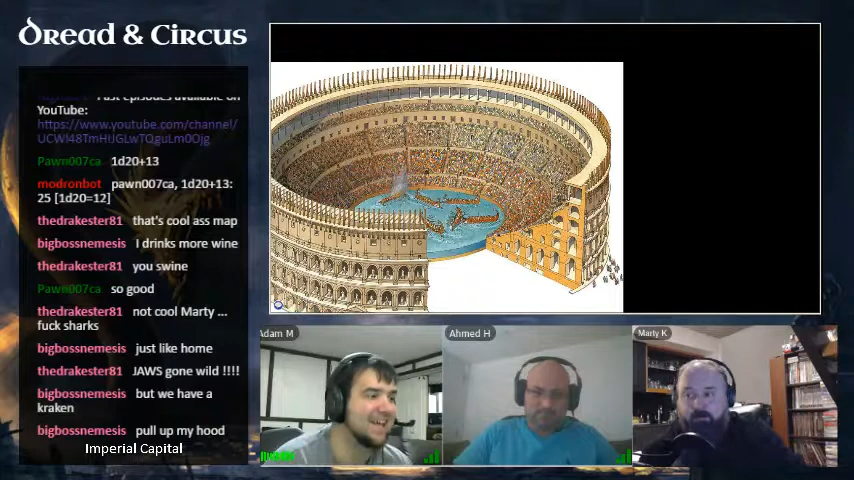 Dread & Circus
YouTube:
https://www.youtube.com/channel/
Pawn007ca 1d20+13
modronbot pawn007ca, 1d20+13:
25 [1d20=12]
thedrakester81 that's cool ass map
bigbossnemesis I drinks more wine
thedrakester81 you swine
Pawn007ca so good
thedrakester81 not cool Marty ...
fuck sharks
bigbossnemesis just like home
thedrakester81 JAWS gone wild !!!!
bigbossnemesis but we have a
kraken
bigbossnemesis pull up my hood
Imperial Capital
Adam M
Ahmed H
Marty K